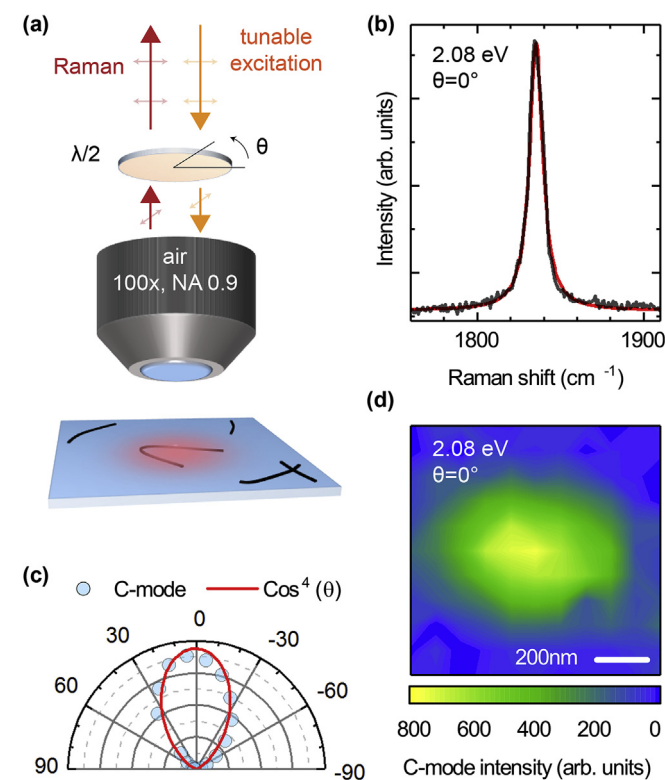 (a)
Raman
tunable
excitation
λ/2
θ
air
100x, NA 0.9
(b)
2.08 eV
θ=0°
Intensity (arb. units)
1800
1900
Raman shift (cm⁻¹)
(c)
C-mode
Cos⁴ (θ)
0
30
-30
60
-60
90
-90
(d)
2.08 eV
θ=0°
200nm
800
600
400
200
0
C-mode intensity (arb. units)